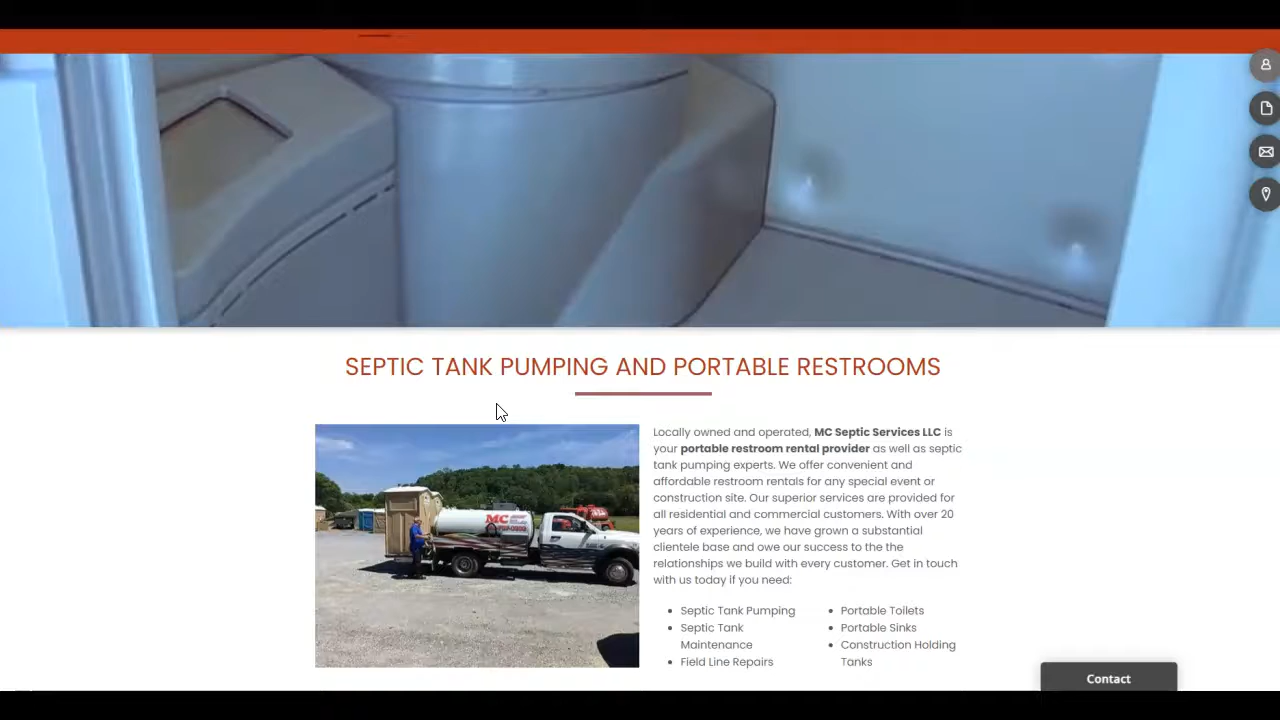 SEPTIC TANK PUMPING AND PORTABLE RESTROOMS
Locally owned and operated, MC Septic Services LLC is
your portable restroom rental provider as well as septic
tank pumping experts. We offer convenient and
affordable restroom rentals for any special event or
construction site. Our superior services are provided for
all residential and commercial customers. With over 20
years of experience, we have grown a substantial
clientele base and owe our success to the the
relationships we build with every customer. Get in touch
with us today if you need:
Septic Tank Pumping
Septic Tank
Maintenance
Field Line Repairs
Portable Toilets
Portable Sinks
Construction Holding
Tanks
MC
Contact